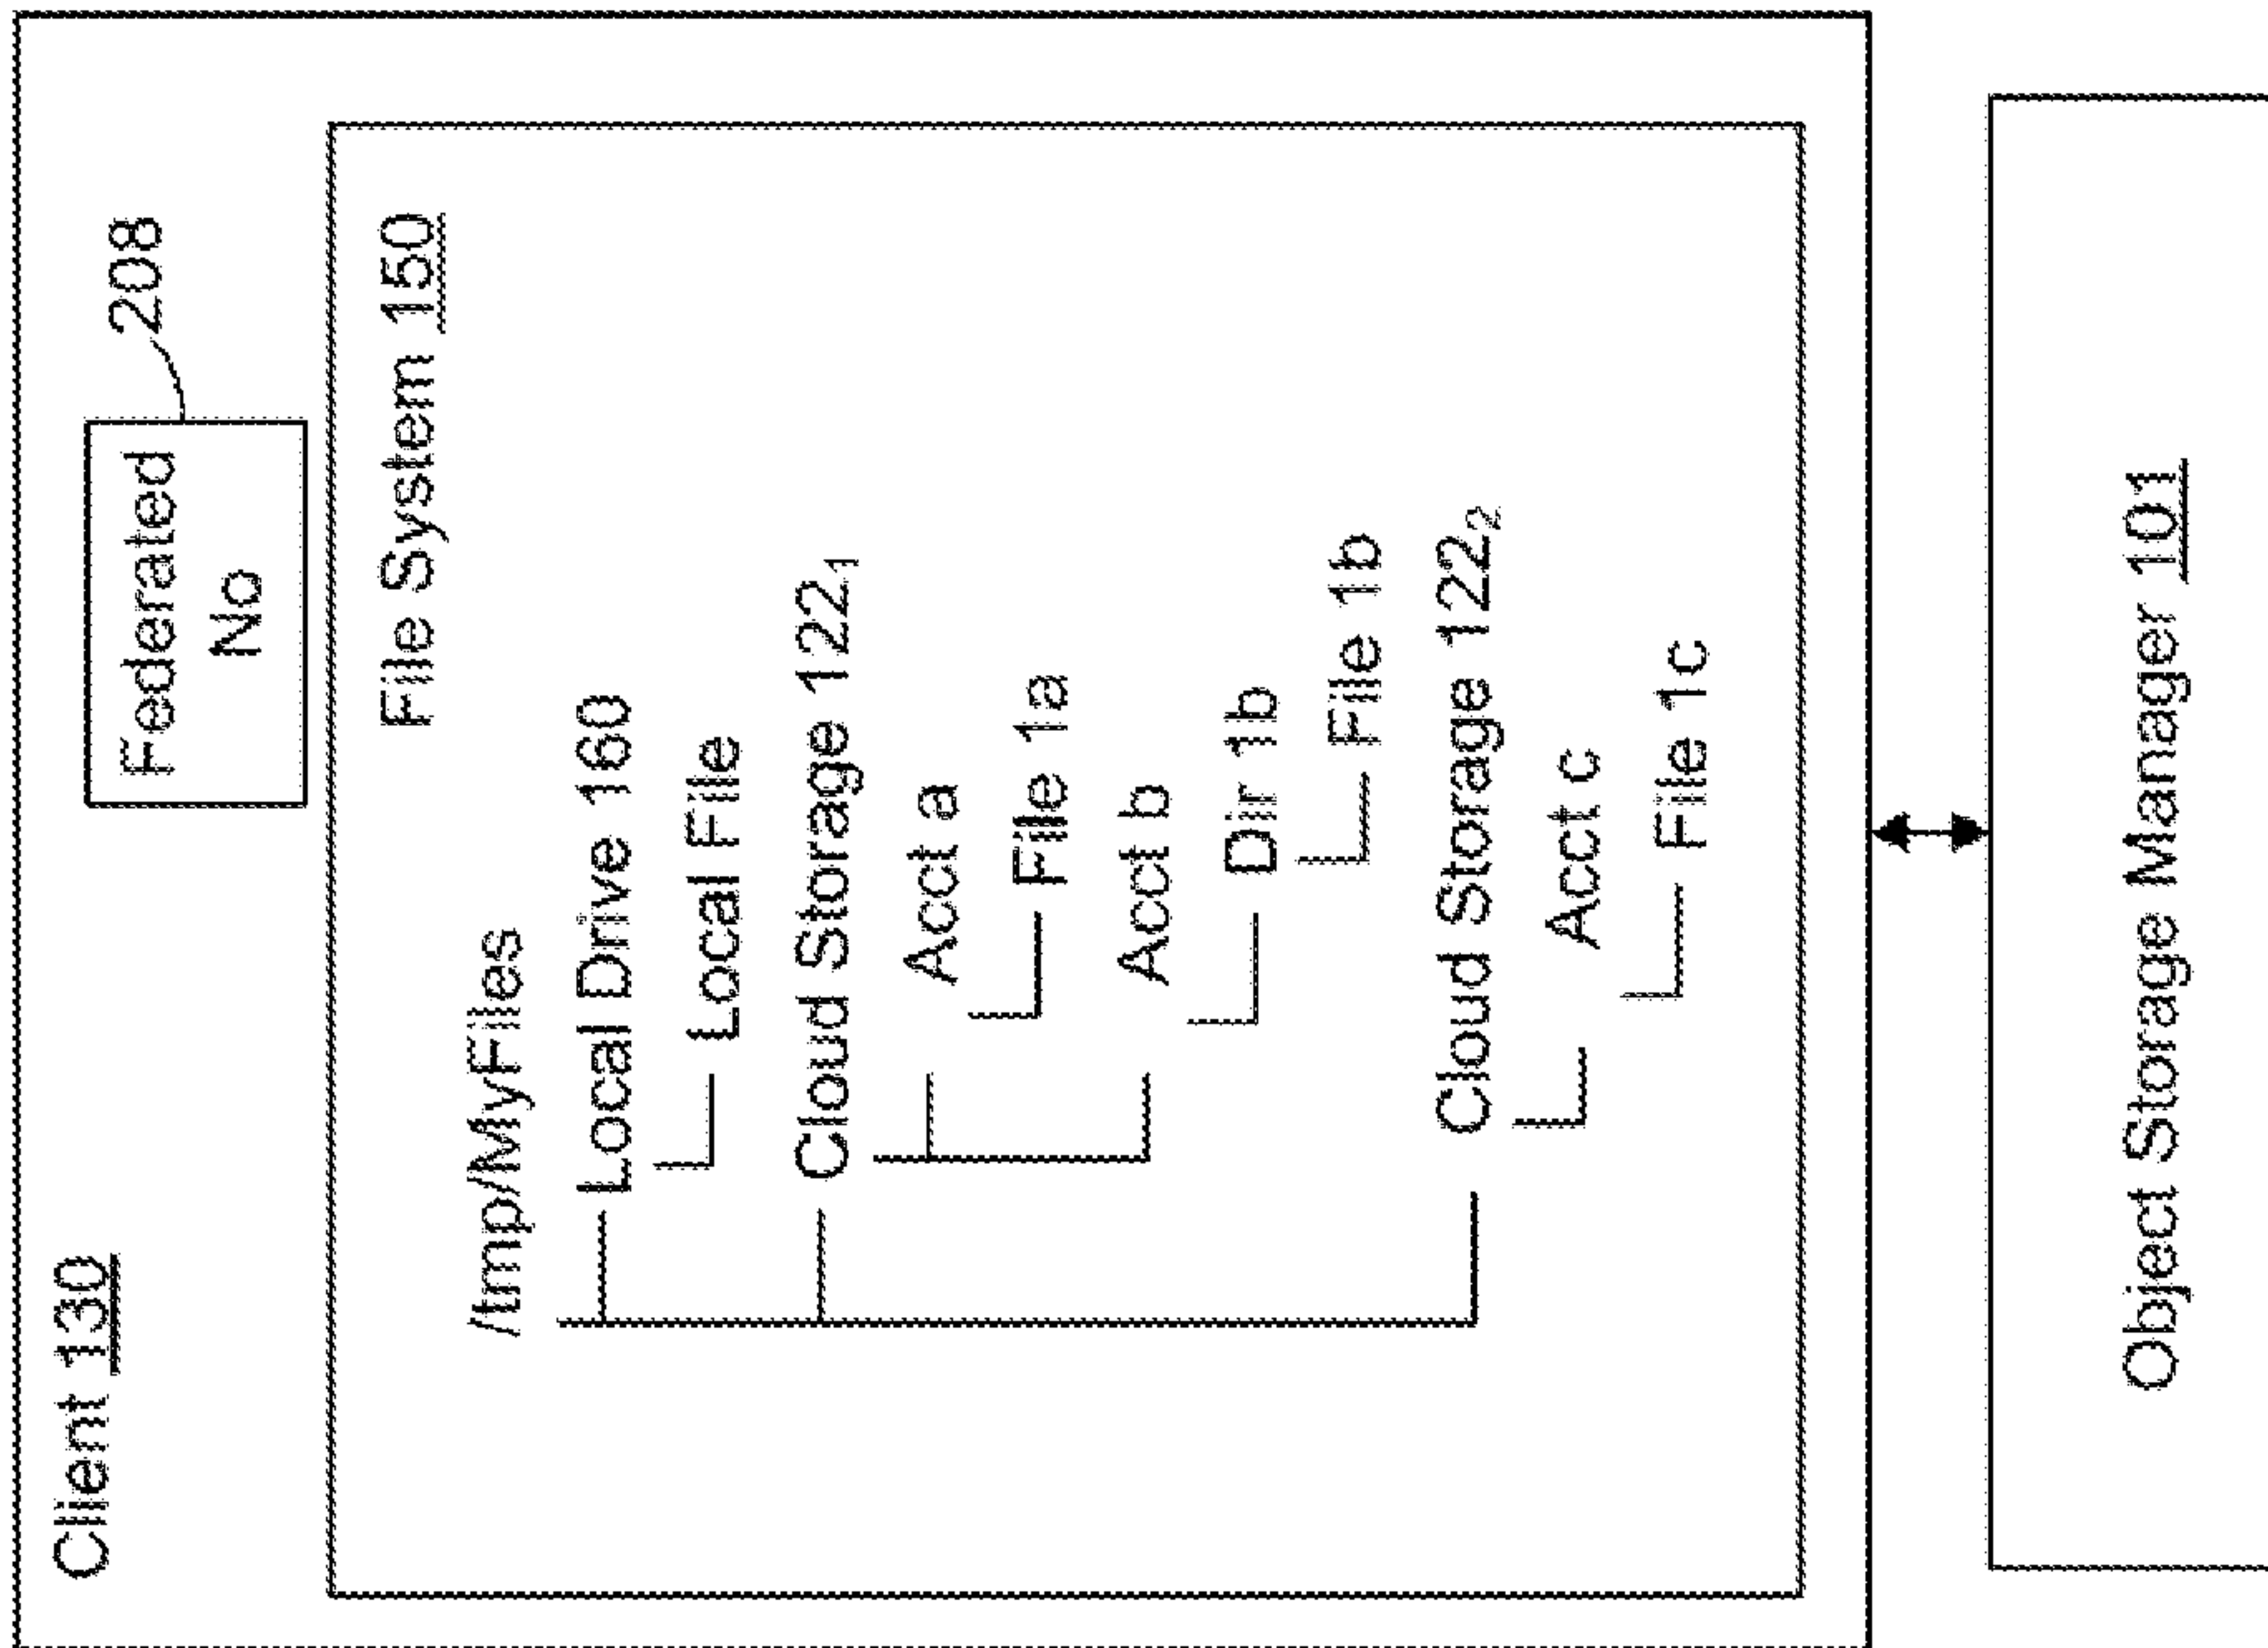 Client 130
Federated
No
208
File System 150
/tmp/MyFiles
Local Drive 160
Local File
Cloud Storage 122₁
Acct a
File 1a
Acct b
Dir 1b
File 1b
Cloud Storage 122₂
Acct c
File 1c
Object Storage Manager 101